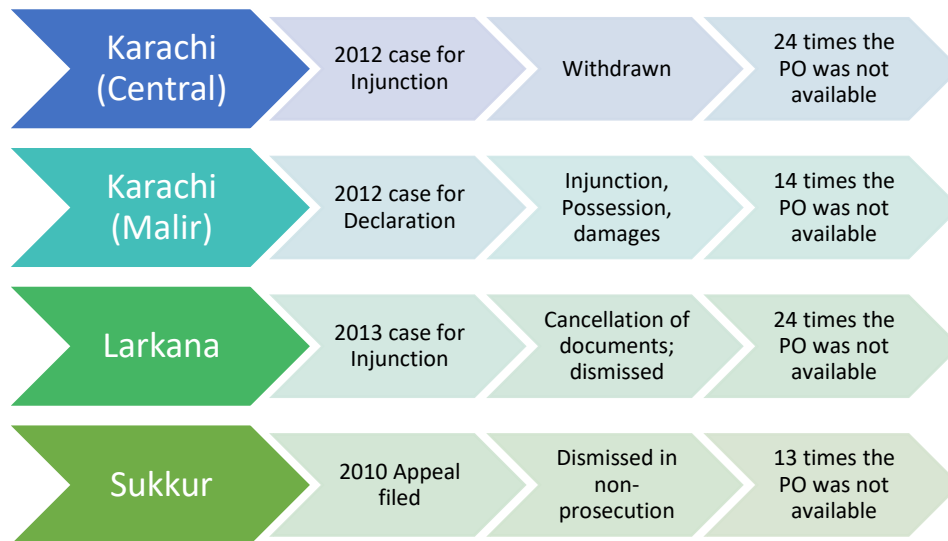 Karachi
(Central)
2012 case for
Injunction
Withdrawn
24 times the
PO was not
available
Karachi
(Malir)
2012 case for
Declaration
Injunction,
Possession,
damages
14 times the
PO was not
available
Larkana
2013 case for
Injunction
Cancellation of
documents;
dismissed
24 times the
PO was not
available
Sukkur
2010 Appeal
filed
Dismissed in
non-
prosecution
13 times the
PO was not
available